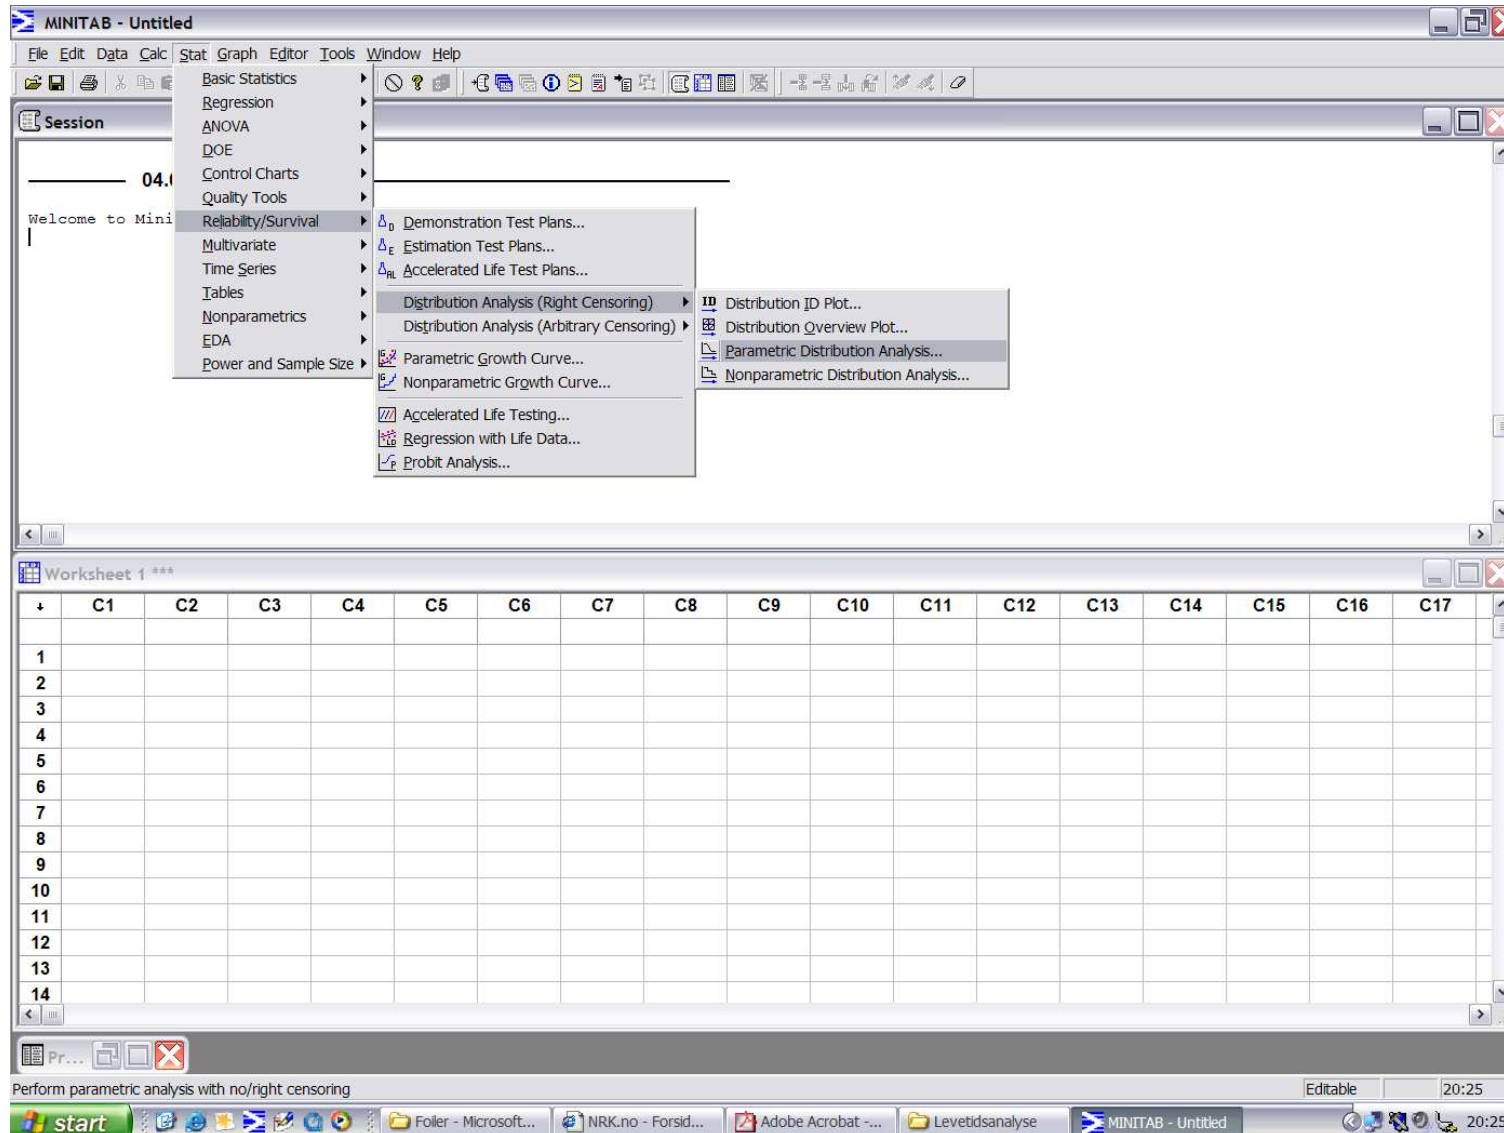 MINITAB - Untitled
File Edit Data Calc Stat Graph Editor Tools Window Help
Session
04.
Welcome to Mini
Basic Statistics
Regression
ANOVA
DOE
Control Charts
Quality Tools
Reliability/Survival
Multivariate
Time Series
Tables
Nonparametrics
EDA
Power and Sample Size
Demonstration Test Plans...
Estimation Test Plans...
Accelerated Life Test Plans...
Distribution Analysis (Right Censoring)
Distribution Analysis (Arbitrary Censoring)
Parametric Growth Curve...
Nonparametric Growth Curve...
Accelerated Life Testing...
Regression with Life Data...
Probit Analysis...
ID Distribution ID Plot...
Distribution Overview Plot...
Parametric Distribution Analysis...
Nonparametric Distribution Analysis...
Worksheet 1 ***
C1 C2 C3 C4 C5 C6 C7 C8 C9 C10 C11 C12 C13 C14 C15 C16 C17
1
2
3
4
5
6
7
8
9
10
11
12
13
14
Pr...
Perform parametric analysis with no/right censoring Editable 20:25
start Foiler - Microsoft... NRK.no - Forsid... Adobe Acrobat -... Levetidsanalyse MINITAB - Untitled 20:25